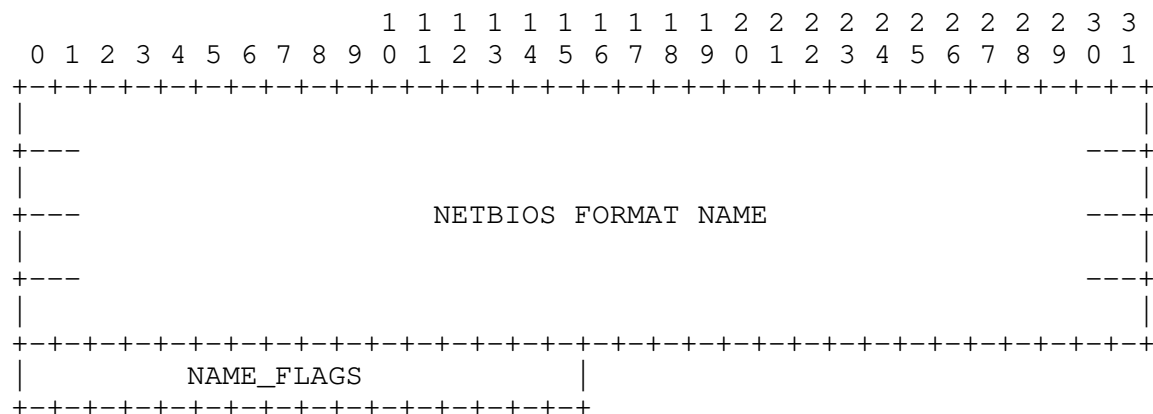 1 1 1 1 1 1 1 1 1 1 2 2 2 2 2 2 2 2 2 2 3 3
 0 1 2 3 4 5 6 7 8 9 0 1 2 3 4 5 6 7 8 9 0 1 2 3 4 5 6 7 8 9 0 1
+-+-+-+-+-+-+-+-+-+-+-+-+-+-+-+-+-+-+-+-+-+-+-+-+-+-+-+-+-+-+-+-+
|                                                               |
+---                                                         ---+
|                                                               |
+---                    NETBIOS FORMAT NAME                  ---+
|                                                               |
+---                                                         ---+
|                                                               |
+-+-+-+-+-+-+-+-+-+-+-+-+-+-+-+-+-+-+-+-+-+-+-+-+-+-+-+-+-+-+-+-+
|         NAME_FLAGS            |
+-+-+-+-+-+-+-+-+-+-+-+-+-+-+-+-+